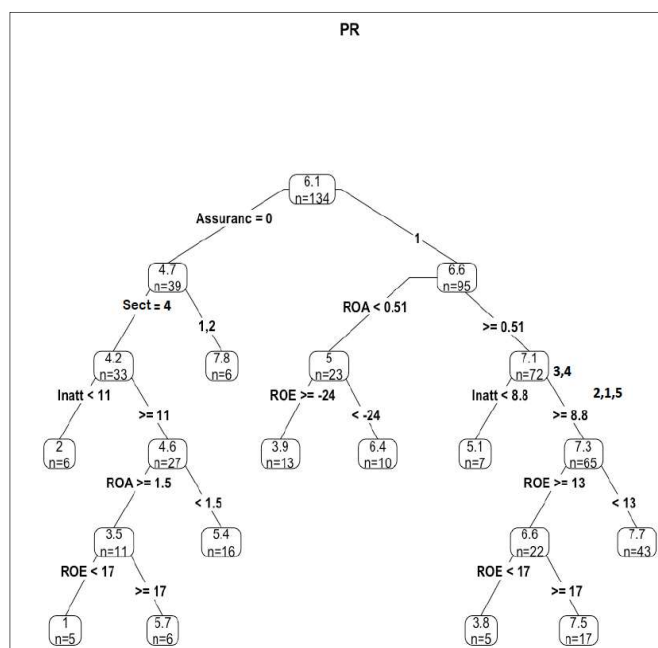 PR
6.1
n=134
Assuranc = 0
1
4.7
n=39
6.6
n=95
Sect = 4
1,2
ROA < 0.51
>= 0.51
4.2
n=33
7.8
n=6
5
n=23
7.1
n=72
3,4
2,1,5
Inatt < 11
>= 11
ROE >= -24
< -24
Inatt < 8.8
>= 8.8
2
n=6
4.6
n=27
3.9
n=13
6.4
n=10
5.1
n=7
7.3
n=65
ROA >= 1.5
< 1.5
ROE >= 13
< 13
3.5
n=11
5.4
n=16
6.6
n=22
7.7
n=43
ROE < 17
>= 17
ROE < 17
>= 17
1
n=5
5.7
n=6
3.8
n=5
7.5
n=17